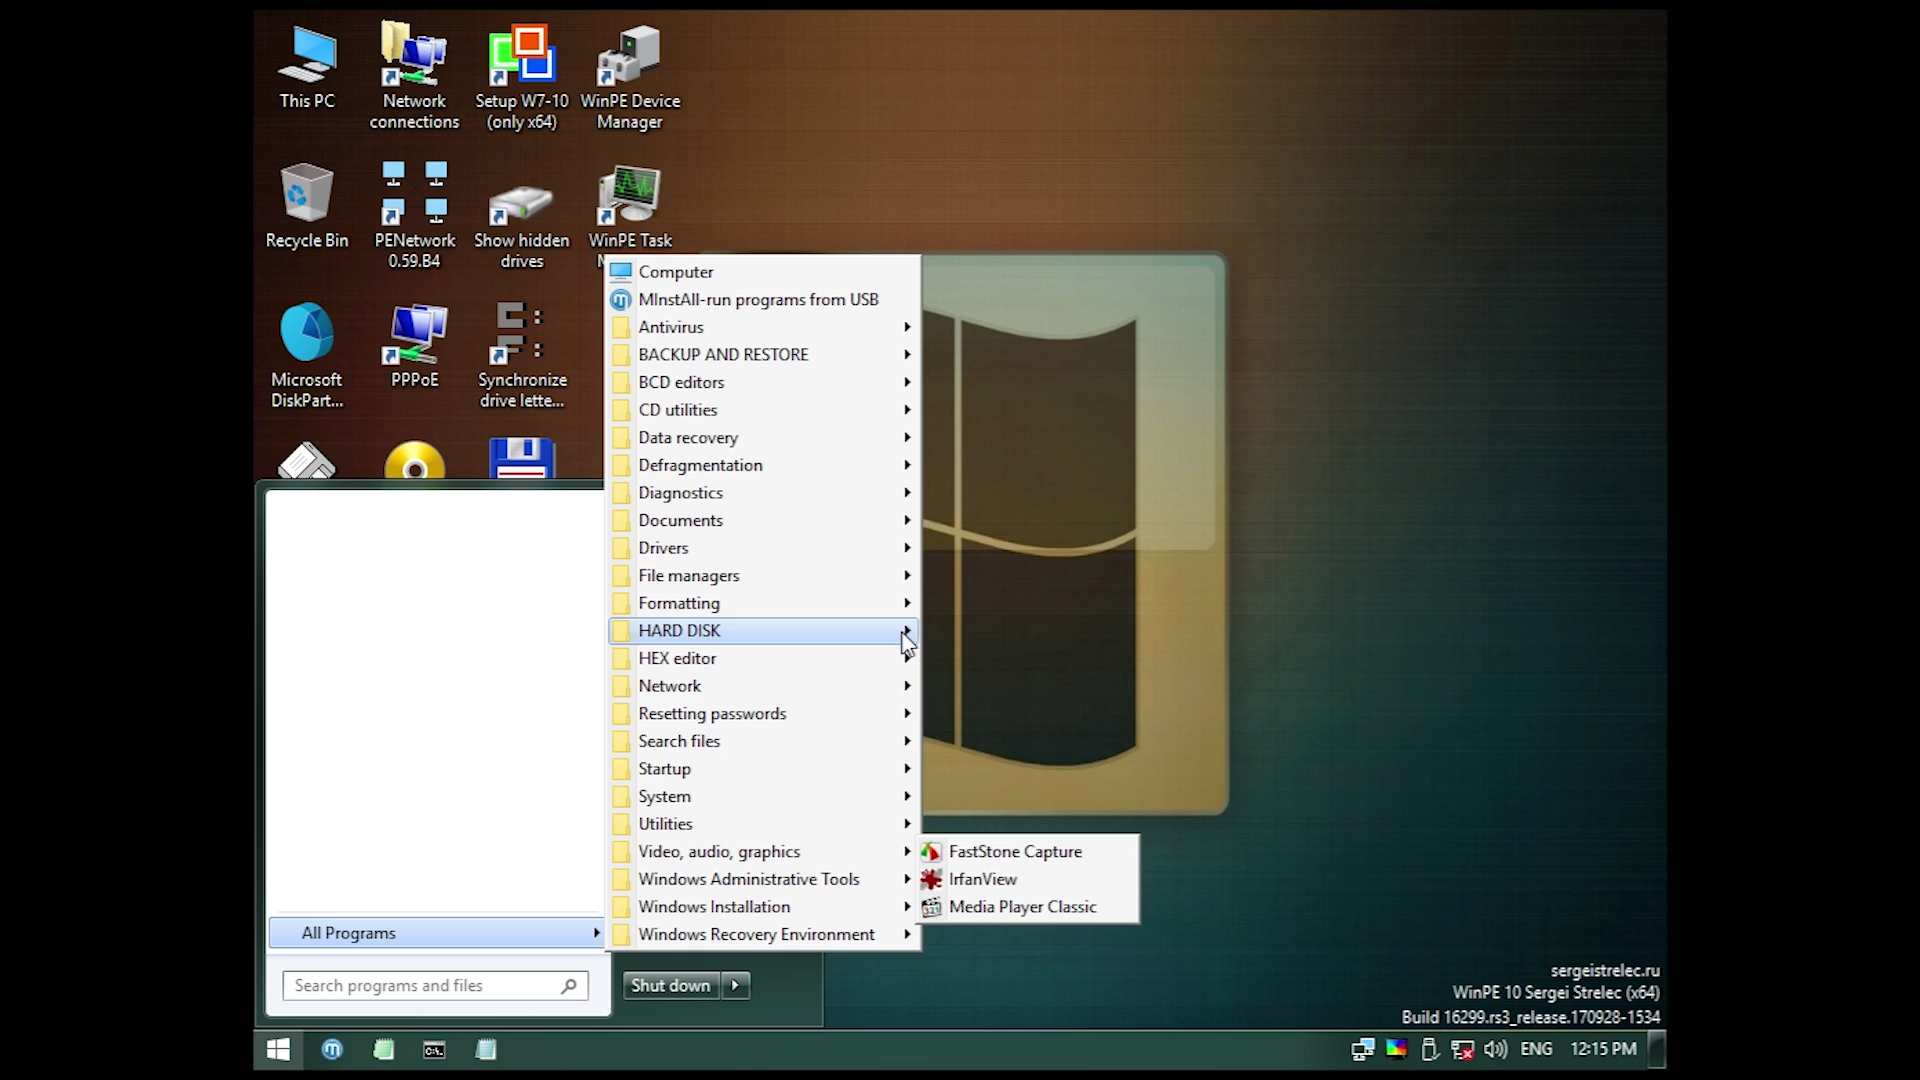 This PC
Network
connections
Setup W7-10
(only x64)
WinPE Device
Manager
Recycle Bin
PENetwork
0.59.B4
Show hidden
drives
WinPE Task
Microsoft
DiskPart...
PPPoE
Synchronize
drive lette...
Computer
MInstAll-run programs from USB
Antivirus
BACKUP AND RESTORE
BCD editors
CD utilities
Data recovery
Defragmentation
Diagnostics
Documents
Drivers
File managers
Formatting
HARD DISK
HEX editor
Network
Resetting passwords
Search files
Startup
System
Utilities
Video, audio, graphics
Windows Administrative Tools
Windows Installation
Windows Recovery Environment
FastStone Capture
IrfanView
Media Player Classic
All Programs
Search programs and files
Shut down
sergeistrelec.ru
WinPE 10 Sergei Strelec (x64)
Build 16299.rs3_release.170928-1534
ENG
12:15 PM